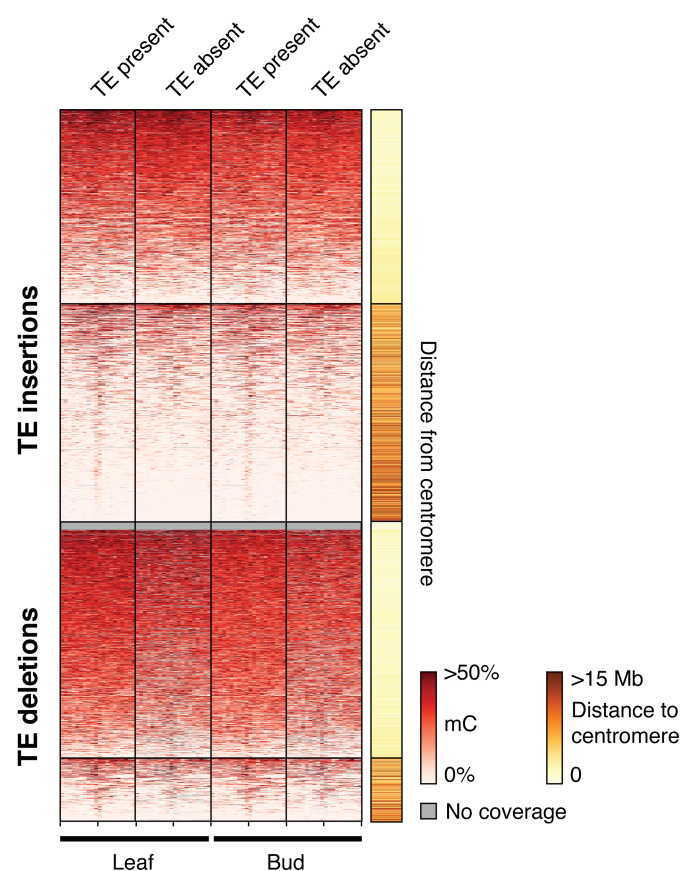 TE present
TE absent
TE present
TE absent
TE insertions
TE deletions
Distance from centromere
>50%
mC
0%
No coverage
>15 Mb
Distance to
centromere
0
Leaf
Bud